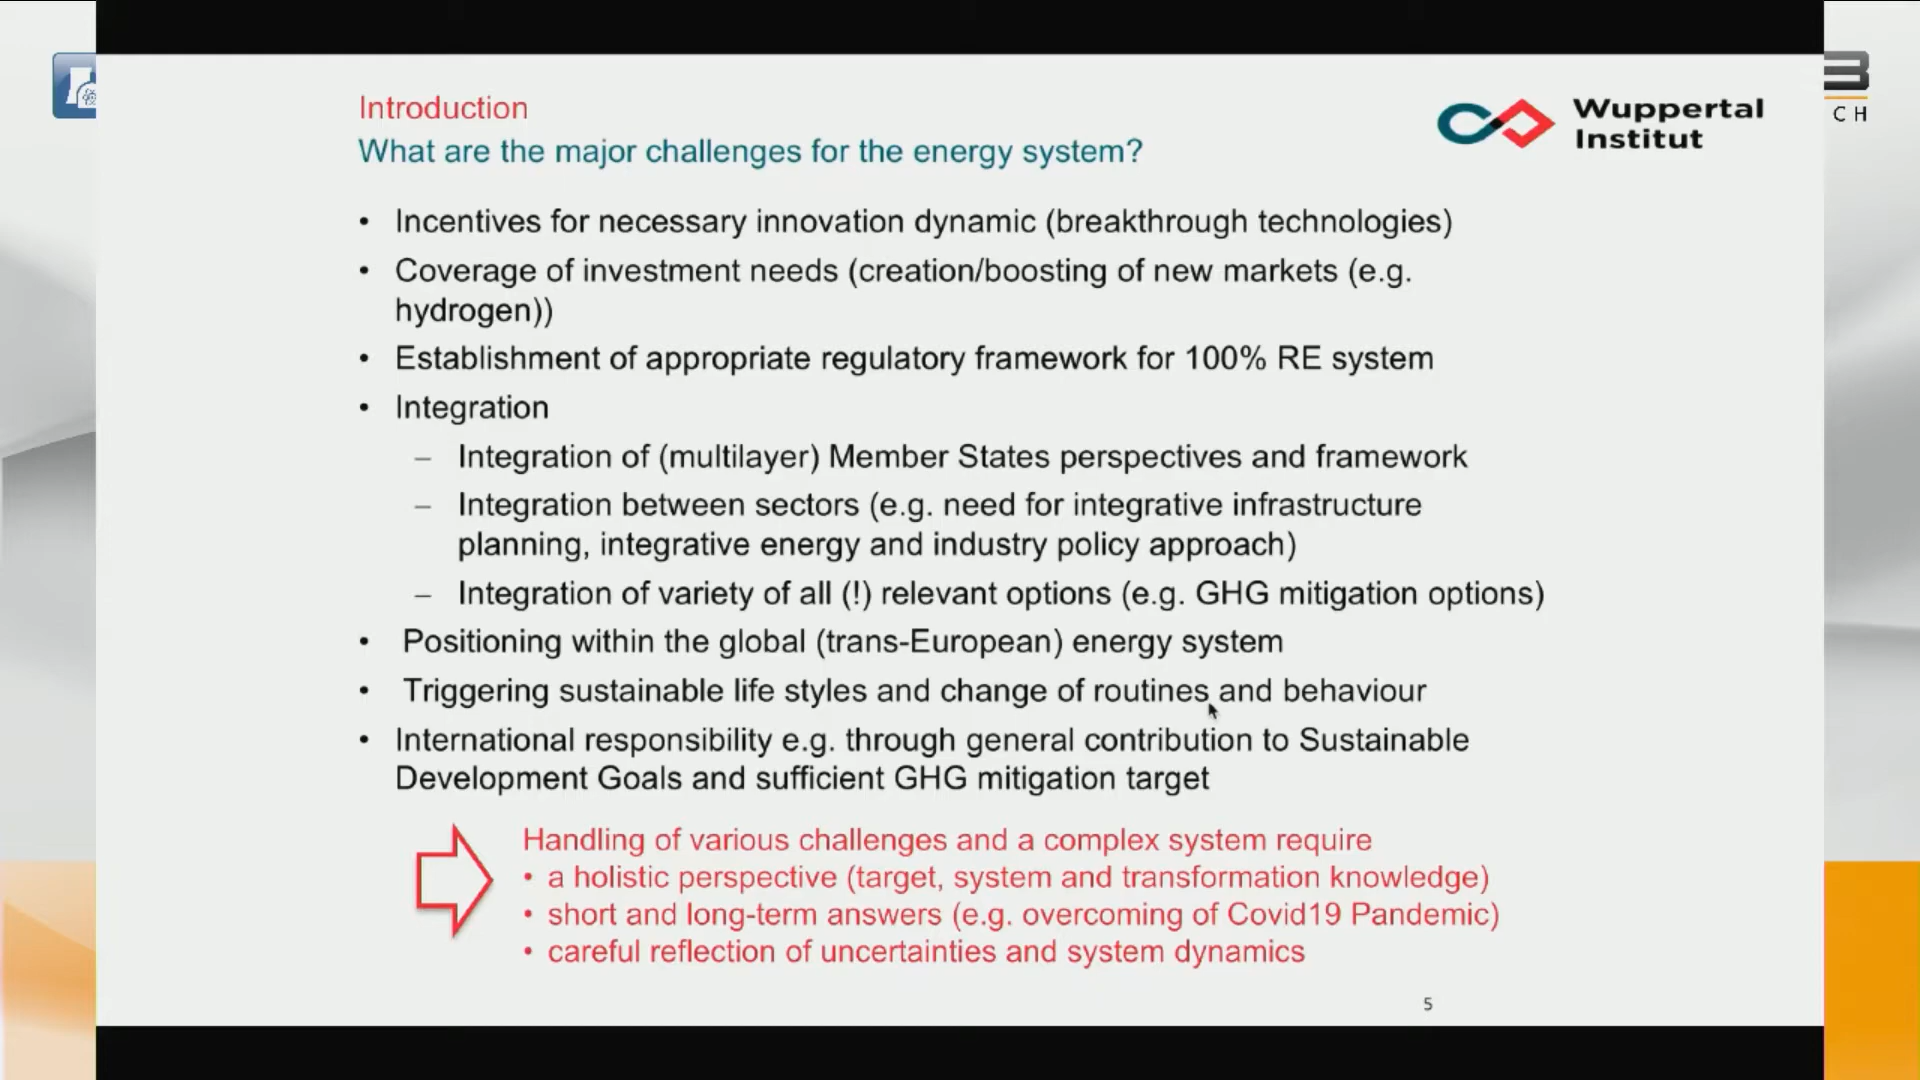 Introduction
What are the major challenges for the energy system?
Wuppertal
Institut
CH
• Incentives for necessary innovation dynamic (breakthrough technologies)
• Coverage of investment needs (creation/boosting of new markets (e.g.
hydrogen))
• Establishment of appropriate regulatory framework for 100% RE system
• Integration
– Integration of (multilayer) Member States perspectives and framework
– Integration between sectors (e.g. need for integrative infrastructure
planning, integrative energy and industry policy approach)
– Integration of variety of all (!) relevant options (e.g. GHG mitigation options)
• Positioning within the global (trans-European) energy system
• Triggering sustainable life styles and change of routines and behaviour
• International responsibility e.g. through general contribution to Sustainable
Development Goals and sufficient GHG mitigation target
Handling of various challenges and a complex system require
• a holistic perspective (target, system and transformation knowledge)
• short and long-term answers (e.g. overcoming of Covid19 Pandemic)
• careful reflection of uncertainties and system dynamics
5